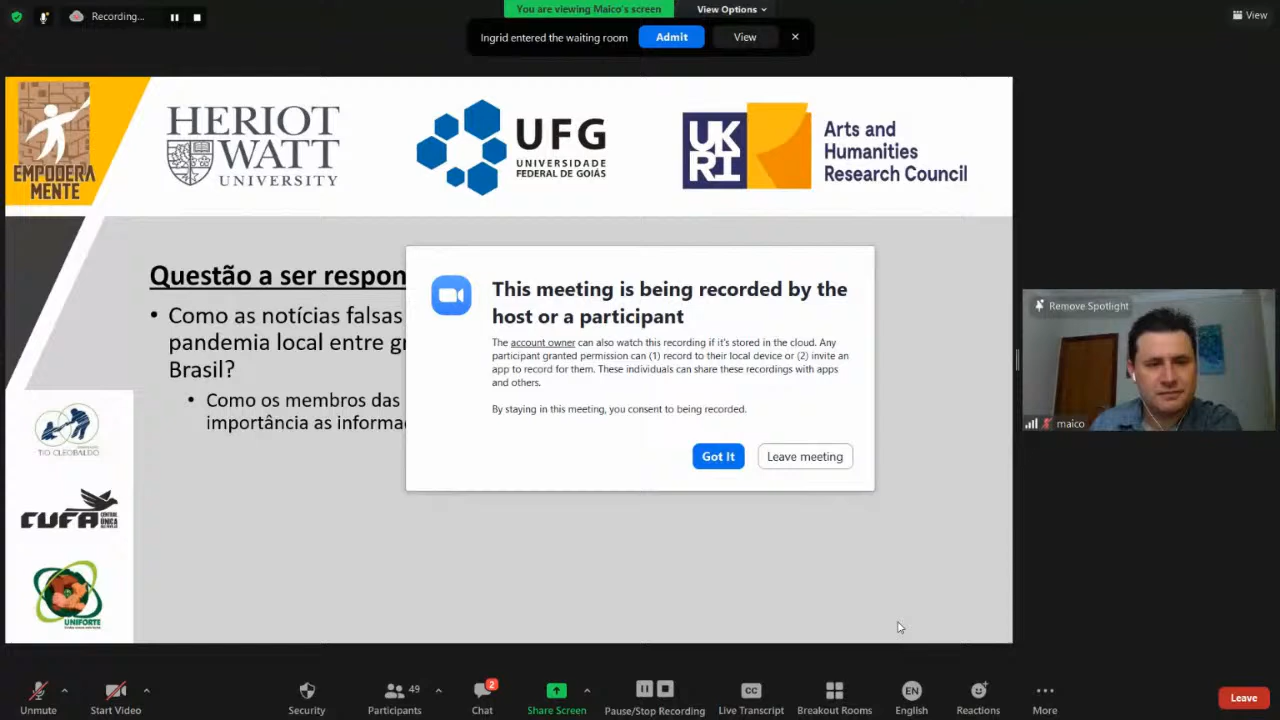 You are viewing Maico's screen
View Options
Recording...
View
Ingrid entered the waiting room
Admit
View
EMPODERA
MENTE
HERIOT
WATT
UNIVERSITY
UFG
UNIVERSIDADE
FEDERAL DE GOIÁS
UK
RI
Arts and
Humanities
Research Council
Questão a ser respon
• Como as notícias falsas
pandemia local entre gr
Brasil?
• Como os membros das
importância as informaç
This meeting is being recorded by the
host or a participant
The account owner can also watch this recording if it's stored in the cloud. Any
participant granted permission can (1) record to their local device or (2) invite an
app to record for them. These individuals can share these recordings with apps
and others.
By staying in this meeting, you consent to being recorded.
Got It
Leave meeting
Remove Spotlight
maico
TIO CLEOBALDO
CUFA
UNIFORTE
Unmute
Start Video
Security
49
Participants
2
Chat
Share Screen
Pause/Stop Recording
CC
Live Transcript
Breakout Rooms
EN
English
Reactions
More
Leave